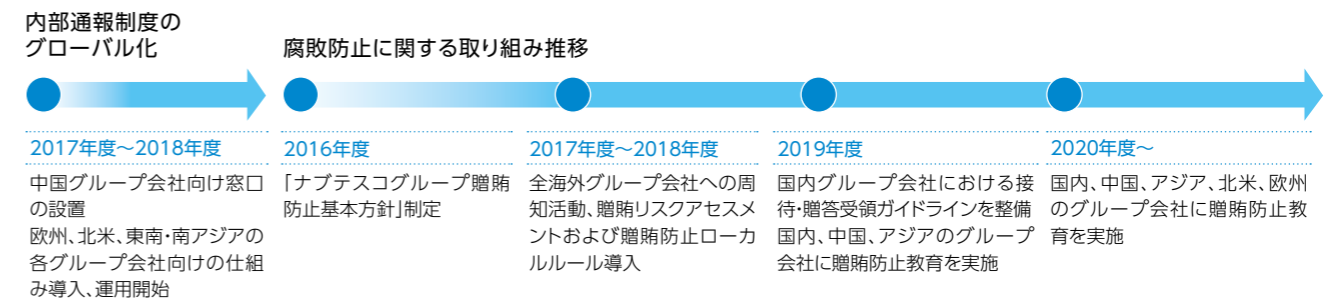 内部通報制度の
グローバル化
腐敗防止に関する取り組み推移
2017年度～2018年度
中国グループ会社向け窓口
の設置
欧州、北米、東南・南アジアの
各グループ会社向けの仕組
み導入、運用開始
2016年度
「ナブテスコグループ贈賄
防止基本方針」制定
2017年度～2018年度
全海外グループ会社への周
知活動、贈賄リスクアセスメ
ントおよび贈賄防止ローカ
ルルール導入
2019年度
国内グループ会社における接
待・贈答受領ガイドラインを整備
国内、中国、アジアのグループ
会社に贈賄防止教育を実施
2020年度～
国内、中国、アジア、北米、欧州
のグループ会社に贈賄防止教
育を実施